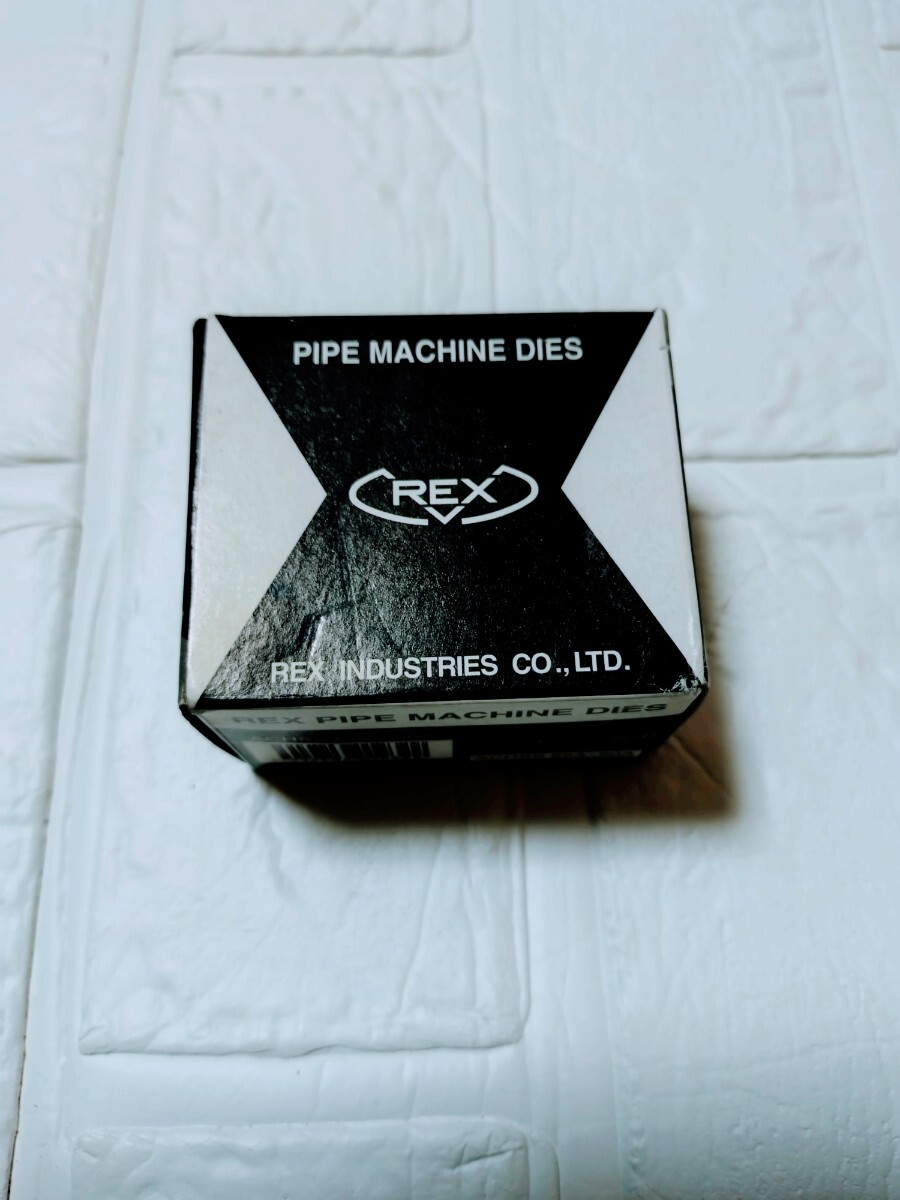 PIPE MACHINE DIES
REX
REX INDUSTRIES CO.,LTD.
REX PIPE MACHINE DIES